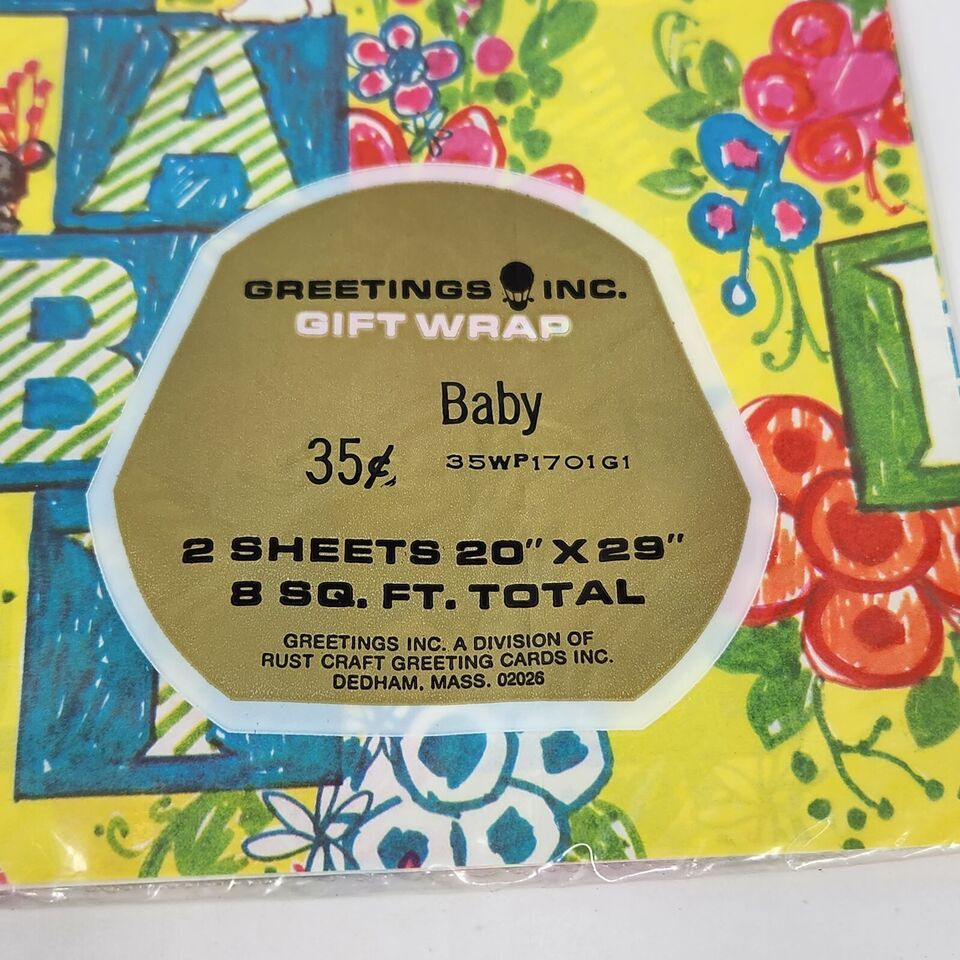 A
B
GREETINGS INC.
GIFT WRAP
Baby
35¢ 35WP1701G1
2 SHEETS 20" X 29"
8 SQ. FT. TOTAL
GREETINGS INC. A DIVISION OF
RUST CRAFT GREETING CARDS INC.
DEDHAM, MASS. 02026